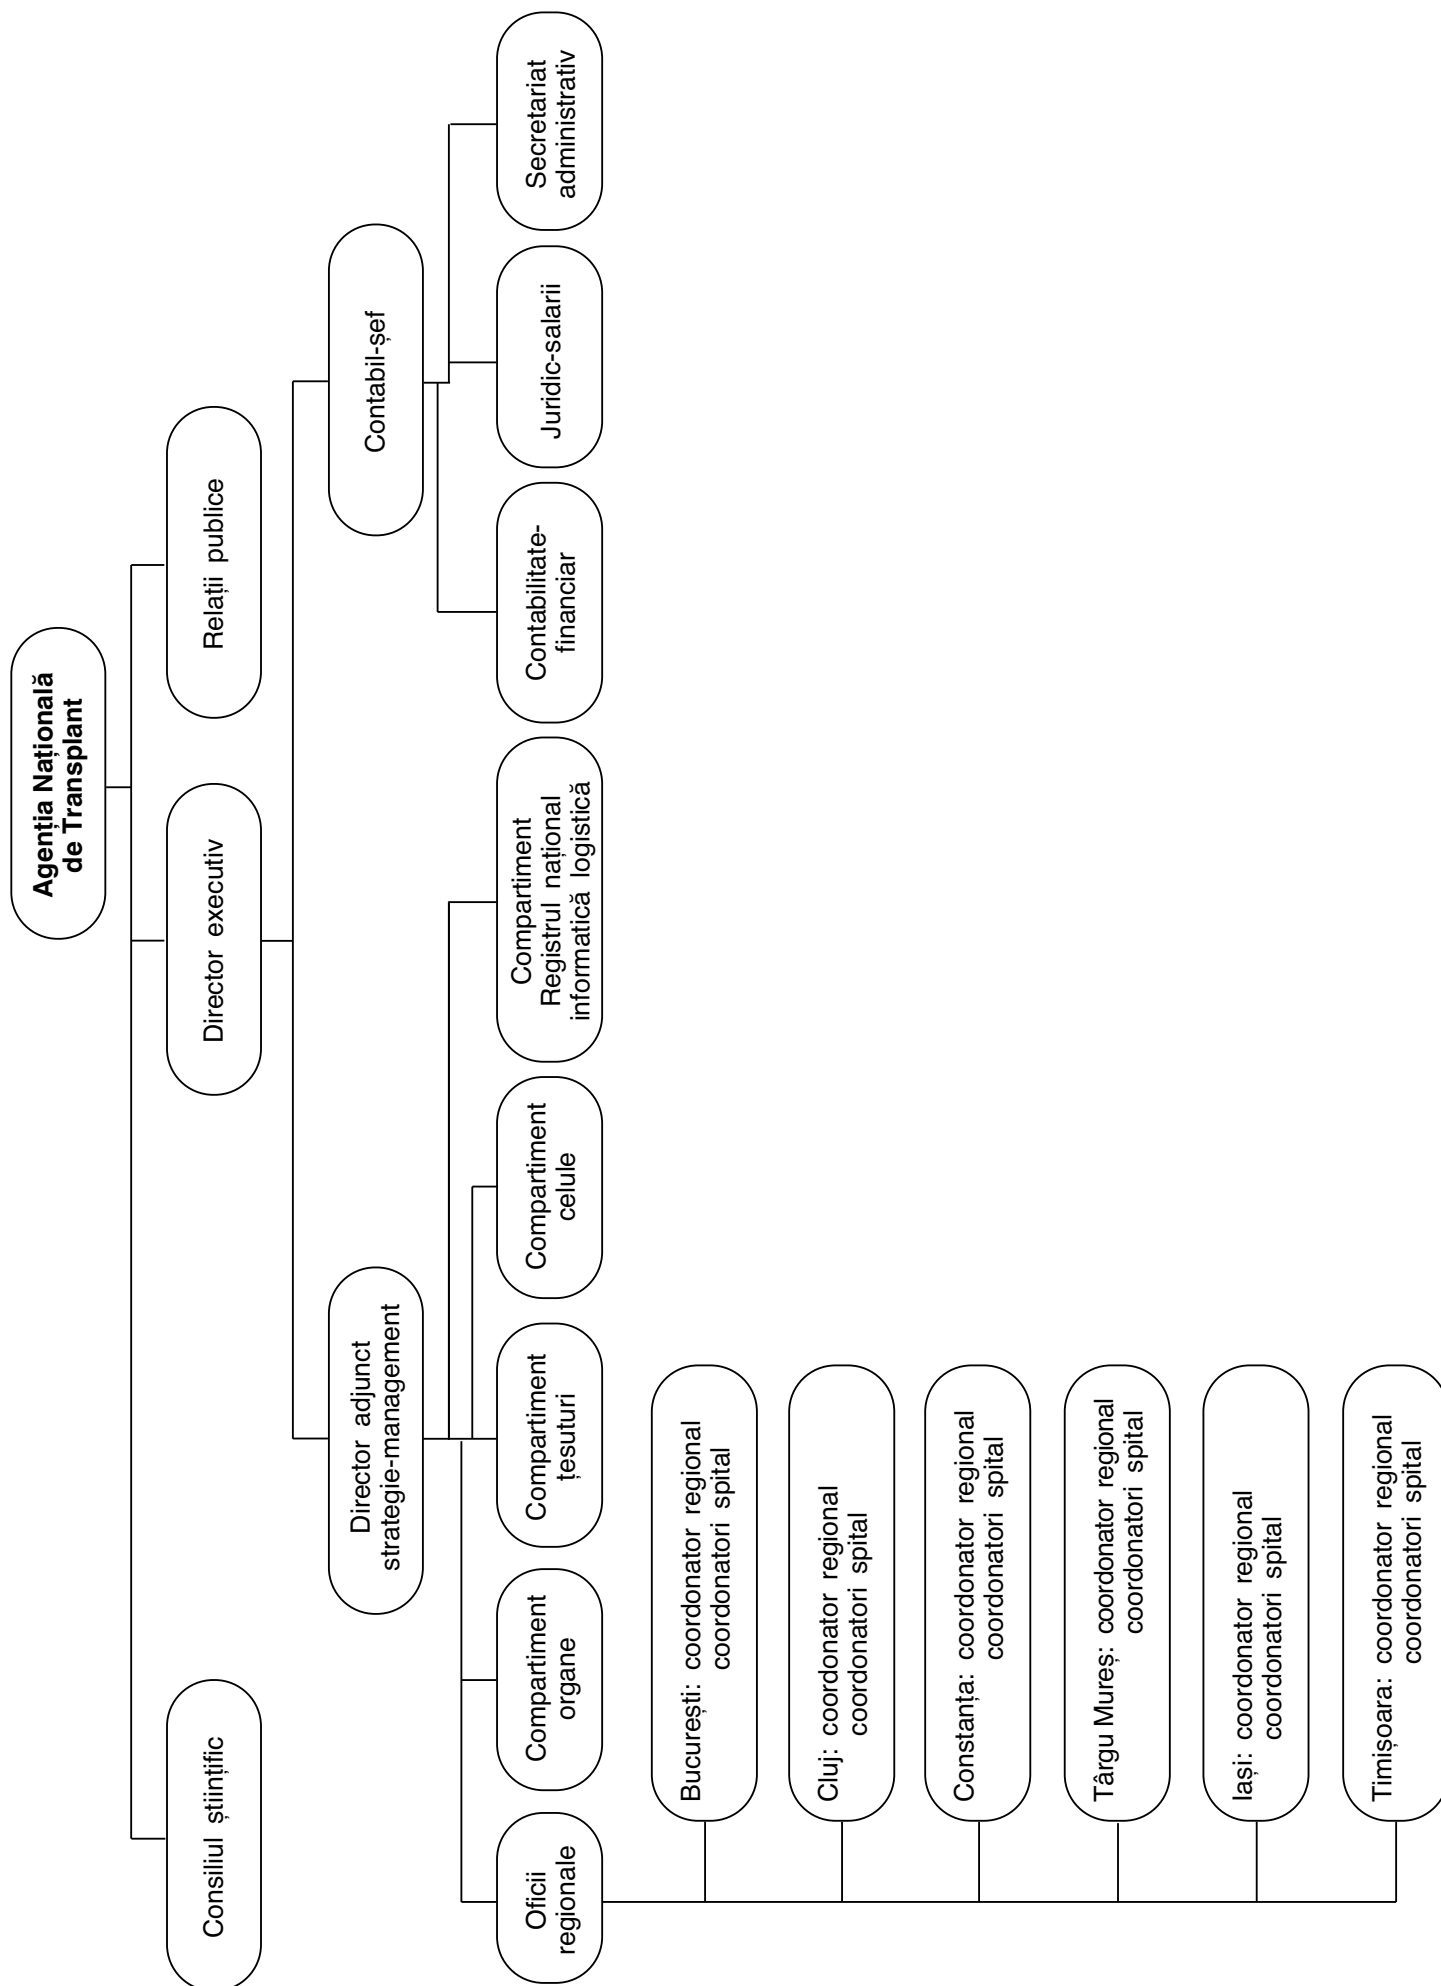 Agenția Națională
de Transplant
Consiliul științific
Director executiv
Relații publice
Director adjunct
strategie-management
Contabil-șef
Oficii
regionale
Compartiment
organe
Compartiment
țesuturi
Compartiment
celule
Compartiment
Registrul național
informatică logistică
Contabilitate-
financiar
Juridic-salarii
Secretariat
administrativ
București: coordonator regional
coordonatori spital
Cluj: coordonator regional
coordonatori spital
Constanța: coordonator regional
coordonatori spital
Târgu Mureș: coordonator regional
coordonatori spital
Iași: coordonator regional
coordonatori spital
Timișoara: coordonator regional
coordonatori spital